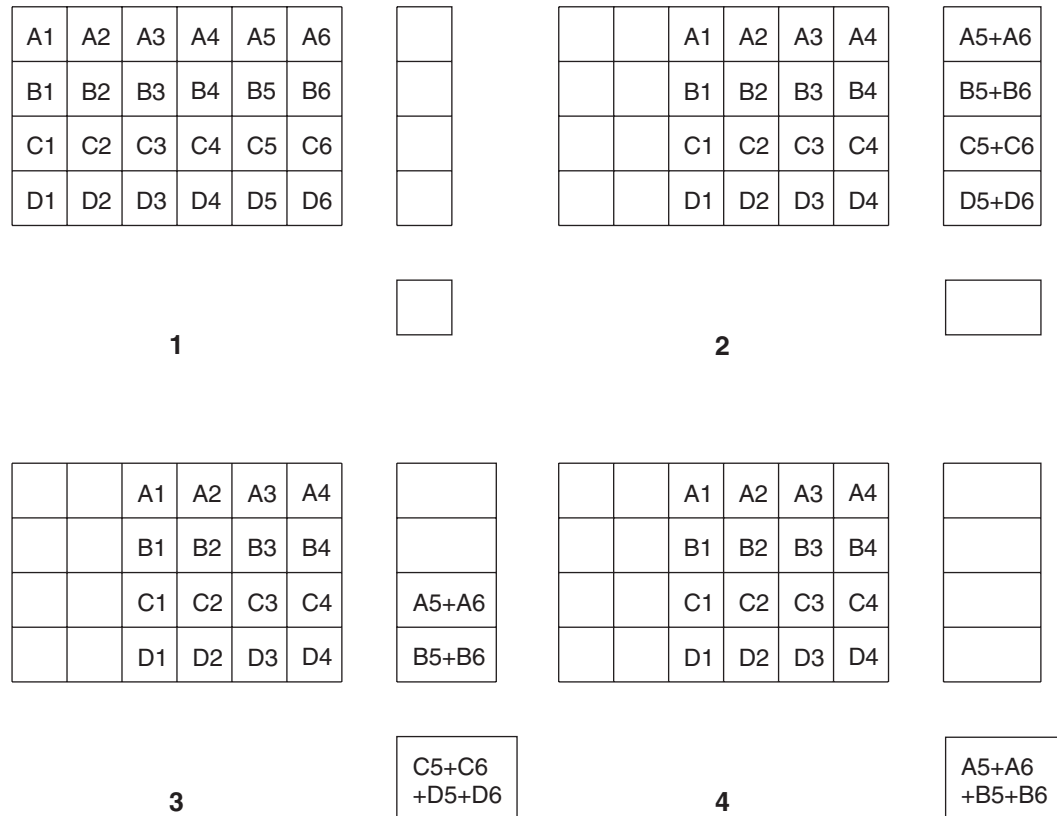 A1 A2 A3 A4 A5 A6
B1 B2 B3 B4 B5 B6
C1 C2 C3 C4 C5 C6
D1 D2 D3 D4 D5 D6
1
A1 A2 A3 A4 A5+A6
B1 B2 B3 B4 B5+B6
C1 C2 C3 C4 C5+C6
D1 D2 D3 D4 D5+D6
2
A1 A2 A3 A4
B1 B2 B3 B4
C1 C2 C3 C4 A5+A6
D1 D2 D3 D4 B5+B6
C5+C6
+D5+D6
3
A1 A2 A3 A4
B1 B2 B3 B4
C1 C2 C3 C4
D1 D2 D3 D4
A5+A6
+B5+B6
4